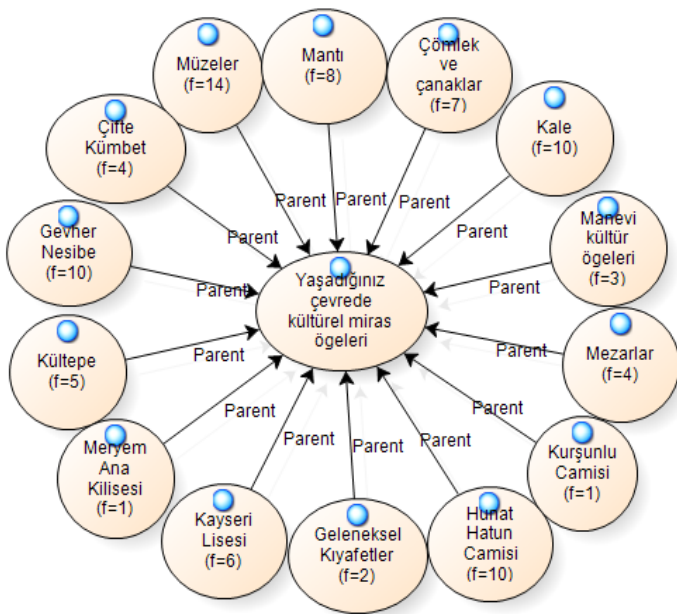 Müzeler
(f=14)
Mantı
(f=8)
Çömlek
ve
çanaklar
(f=7)
Kale
(f=10)
Manevi
kültür
ögeleri
(f=3)
Mezarlar
(f=4)
Kurşunlu
Camisi
(f=1)
Hunat
Hatun
Camisi
(f=10)
Geleneksel
Kıyafetler
(f=2)
Kayseri
Lisesi
(f=6)
Meryem
Ana
Kilisesi
(f=1)
Kültepe
(f=5)
Gevher
Nesibe
(f=10)
Çifte
Kümbet
(f=4)
Yaşadığınız
çevrede
kültürel miras
ögeleri
Parent
Parent
Parent
Parent
Parent
Parent
Parent
Parent
Parent
Parent
Parent
Parent
Parent